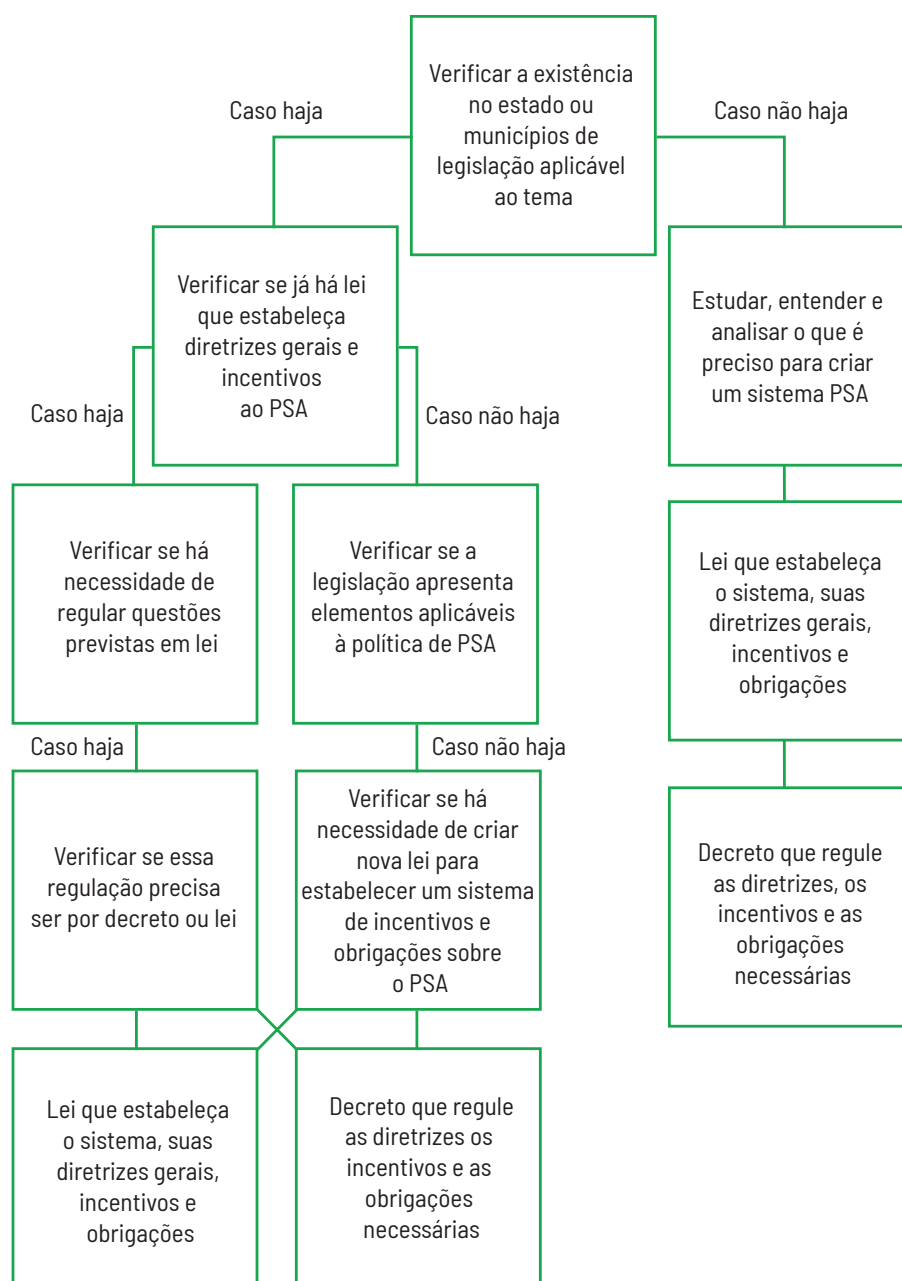 Verificar a existência
no estado ou
municípios de
legislação aplicável
ao tema
Caso haja
Caso não haja
Verificar se já há lei
que estabeleça
diretrizes gerais e
incentivos
ao PSA
Estudar, entender e
analisar o que é
preciso para criar
um sistema PSA
Caso haja
Caso não haja
Verificar se há
necessidade de
regular questões
previstas em lei
Verificar se a
legislação apresenta
elementos aplicáveis
à política de PSA
Lei que estabeleça
o sistema, suas
diretrizes gerais,
incentivos e
obrigações
Caso haja
Caso não haja
Verificar se essa
regulação precisa
ser por decreto ou lei
Verificar se há
necessidade de criar
nova lei para
estabelecer um sistema
de incentivos e
obrigações sobre
o PSA
Decreto que regule
as diretrizes, os
incentivos e as
obrigações
necessárias
Lei que estabeleça
o sistema, suas
diretrizes gerais,
incentivos e
obrigações
Decreto que regule
as diretrizes os
incentivos e as
obrigações
necessárias